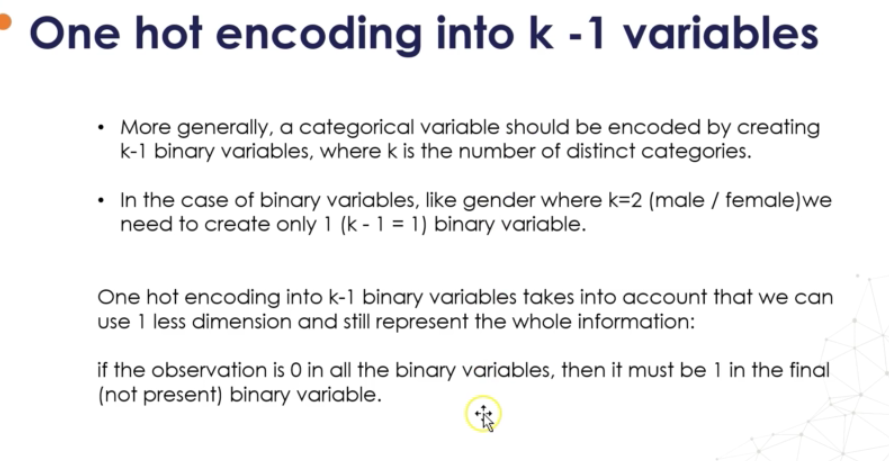 One hot encoding into k -1 variables
• More generally, a categorical variable should be encoded by creating
k-1 binary variables, where k is the number of distinct categories.
• In the case of binary variables, like gender where k=2 (male / female)we
need to create only 1 (k - 1 = 1) binary variable.
One hot encoding into k-1 binary variables takes into account that we can
use 1 less dimension and still represent the whole information:
if the observation is 0 in all the binary variables, then it must be 1 in the final
(not present) binary variable.